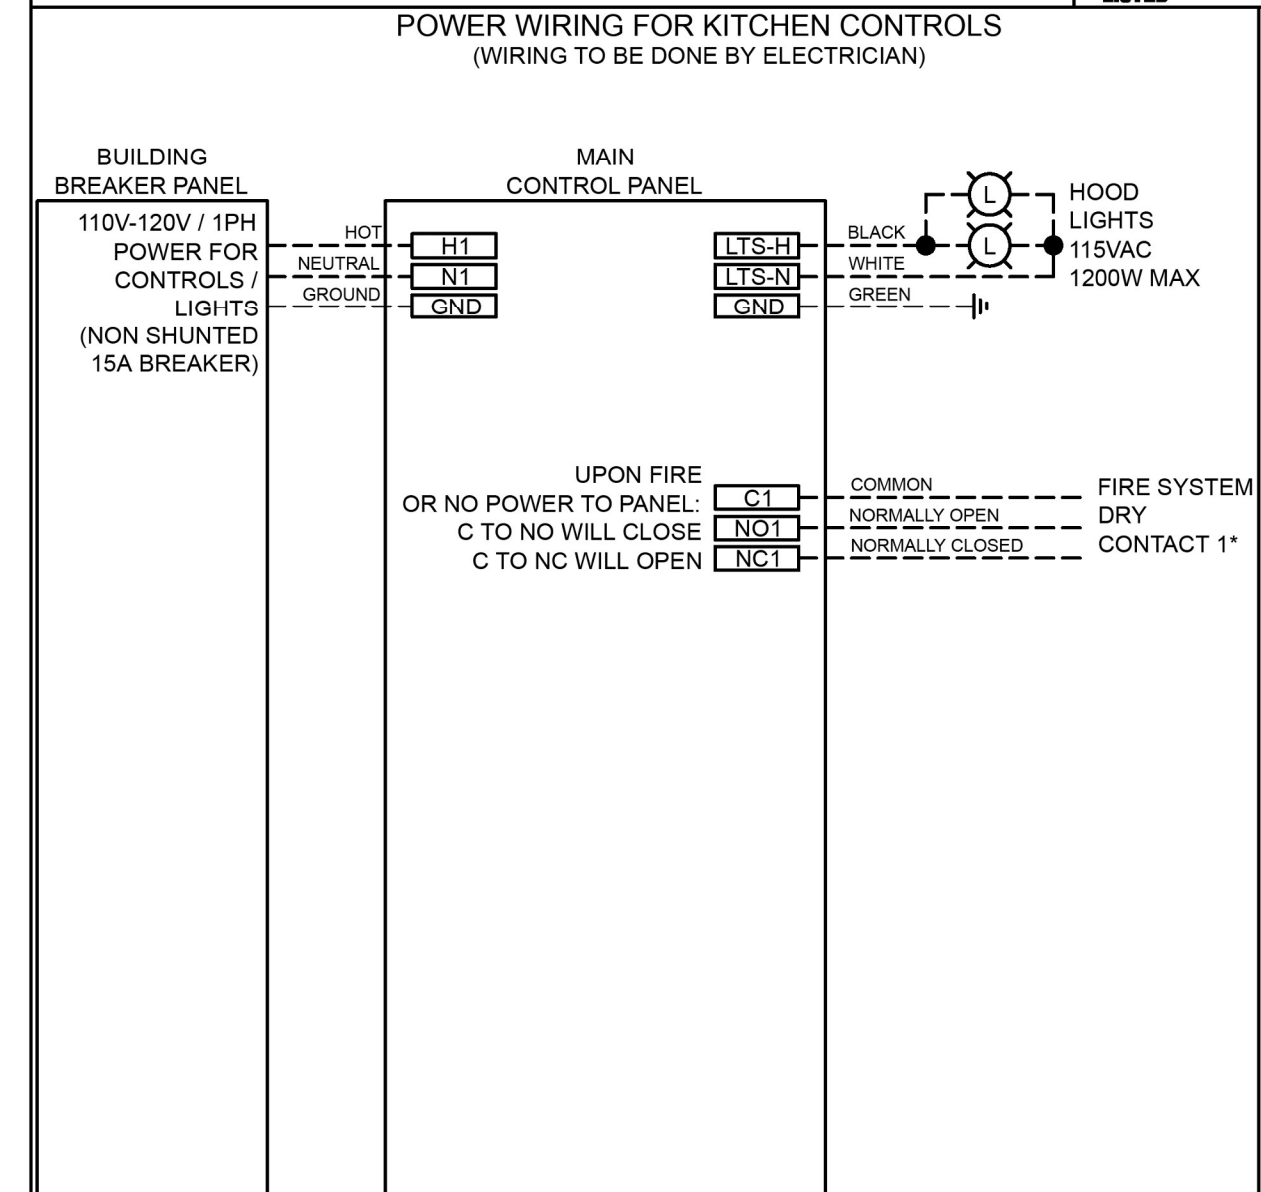 LISTED
POWER WIRING FOR KITCHEN CONTROLS
(WIRING TO BE DONE BY ELECTRICIAN)
BUILDING
BREAKER PANEL
110V-120V / 1PH
POWER FOR
CONTROLS /
LIGHTS
(NON SHUNTED
15A BREAKER)
HOT
NEUTRAL
GROUND
MAIN
CONTROL PANEL
H1
N1
GND
LTS-H
LTS-N
GND
BLACK
WHITE
GREEN
L
L
HOOD
LIGHTS
115VAC
1200W MAX
UPON FIRE
OR NO POWER TO PANEL:
C TO NO WILL CLOSE
C TO NC WILL OPEN
C1
NO1
NC1
COMMON
NORMALLY OPEN
NORMALLY CLOSED
FIRE SYSTEM
DRY
CONTACT 1*